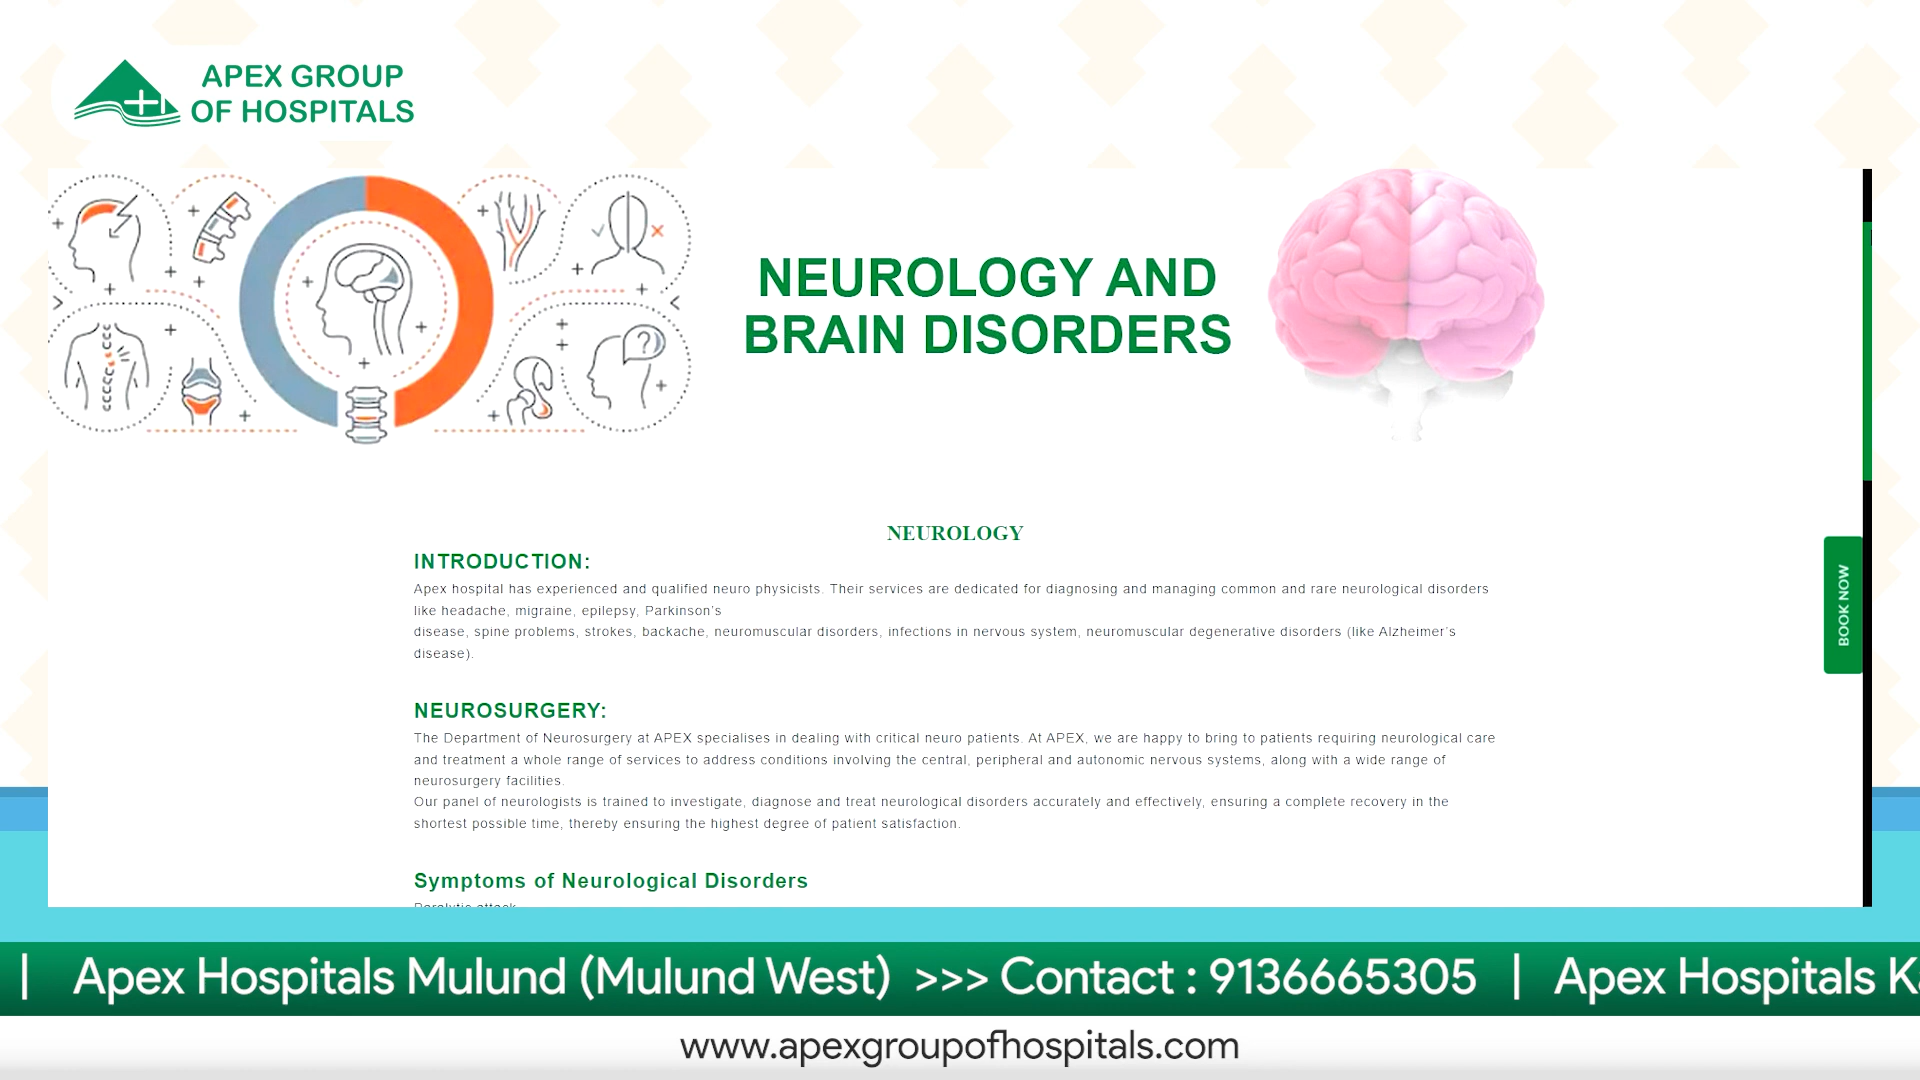 APEX GROUP
OF HOSPITALS
NEUROLOGY AND
BRAIN DISORDERS
NEUROLOGY
INTRODUCTION:
Apex hospital has experienced and qualified neuro physicists. Their services are dedicated for diagnosing and managing common and rare neurological disorders
like headache, migraine, epilepsy, Parkinson’s
disease, spine problems, strokes, backache, neuromuscular disorders, infections in nervous system, neuromuscular degenerative disorders (like Alzheimer’s
disease).
BOOK NOW
NEUROSURGERY:
The Department of Neurosurgery at APEX specialises in dealing with critical neuro patients. At APEX, we are happy to bring to patients requiring neurological care
and treatment a whole range of services to address conditions involving the central, peripheral and autonomic nervous systems, along with a wide range of
neurosurgery facilities.
Our panel of neurologists is trained to investigate, diagnose and treat neurological disorders accurately and effectively, ensuring a complete recovery in the
shortest possible time, thereby ensuring the highest degree of patient satisfaction.
Symptoms of Neurological Disorders
Paralytic attack
| Apex Hospitals Mulund (Mulund West) >>> Contact : 9136665305 | Apex Hospitals K
www.apexgroupofhospitals.com